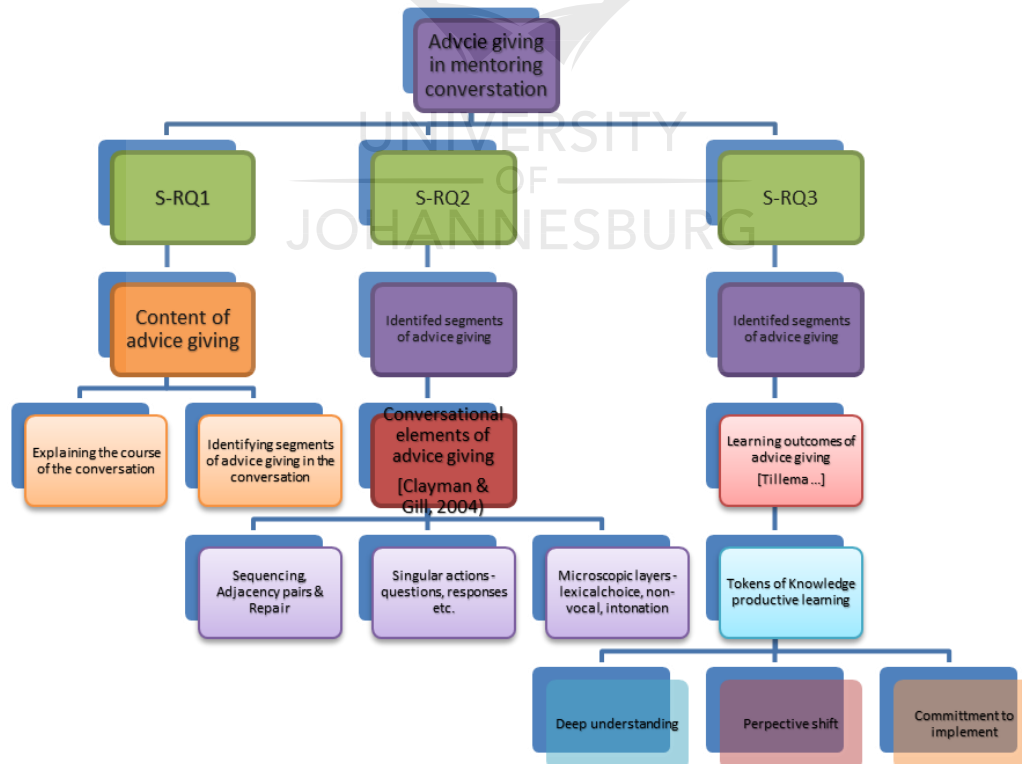 Advcie giving
in mentoring
converstation
UNIVERSITY
OF
JOHANNESBURG
S-RQ1
S-RQ2
S-RQ3
Content of
advice giving
Identifed segments
of advice giving
Identifed segments
of advice giving
Explaining the course
of the conversation
Identifying segments
of advice giving in the
conversation
Conversational
elements of
advice giving
[Clayman &
Gill, 2004)
Learning outcomes of
advice giving
[Tillema ...]
Sequencing,
Adjacency pairs &
Repair
Singular actions -
questions, responses
etc.
Microscopic layers -
lexical choice, non-
vocal, intonation
Tokens of Knowledge
productive learning
Deep understanding
Perpective shift
Committment to
implement